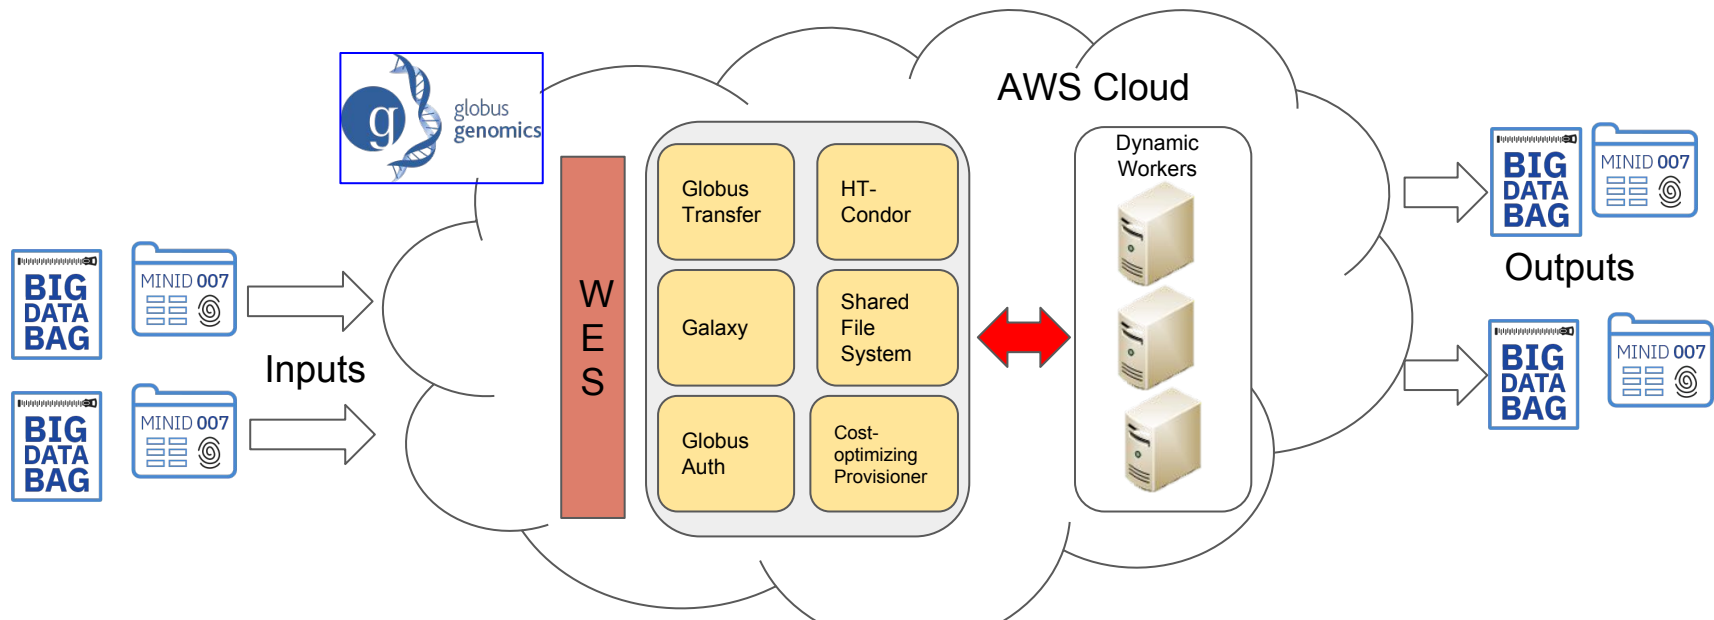 g
globus
genomics
AWS Cloud
WES
Globus
Transfer
HT-
Condor
Galaxy
Shared
File
System
Globus
Auth
Cost-
optimizing
Provisioner
Dynamic
Workers
BIG
DATA
BAG
MINID 007
Inputs
BIG
DATA
BAG
MINID 007
BIG
DATA
BAG
MINID 007
Outputs
BIG
DATA
BAG
MINID 007